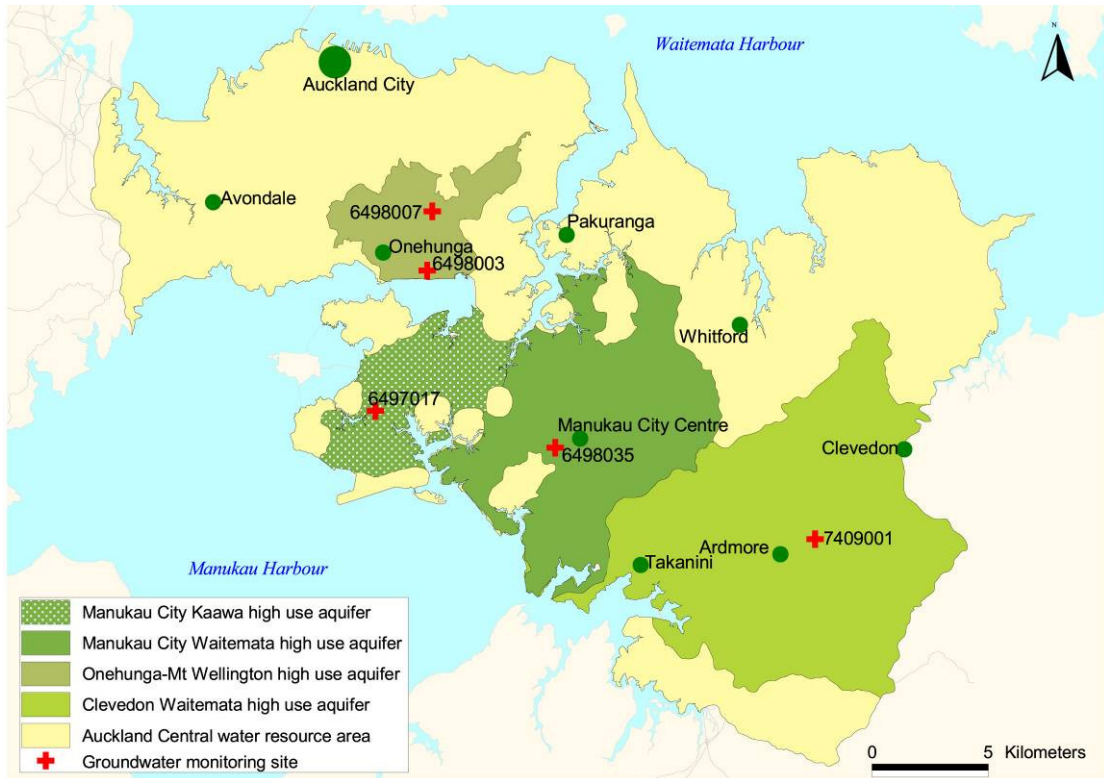 N
Waitemata Harbour
Auckland City
Avondale
6498007
Pakuranga
Onehunga
6498003
Whitford
6497017
Manukau City Centre
6498035
Clevedon
7409001
Ardmore
Takanini
Manukau Harbour
Manukau City Kaawa high use aquifer
Manukau City Waitemata high use aquifer
Onehunga-Mt Wellington high use aquifer
Clevedon Waitemata high use aquifer
Auckland Central water resource area
Groundwater monitoring site
0 5 Kilometers